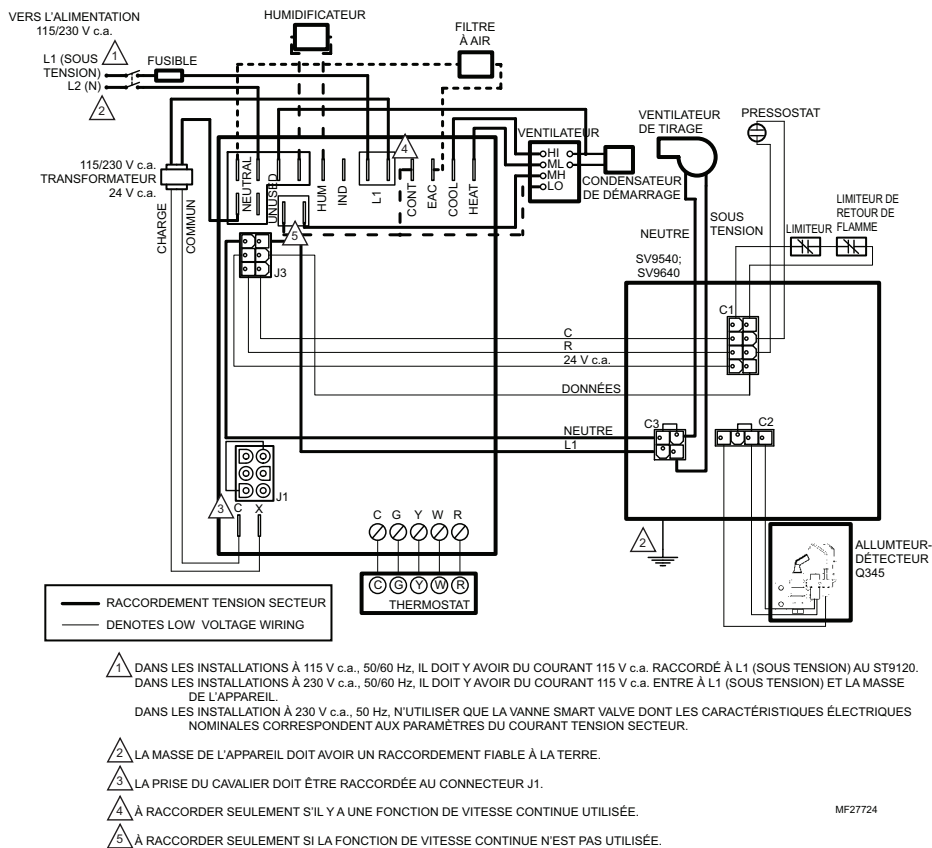 VERS L'ALIMENTATION
115/230 V c.a.
L1 (SOUS
TENSION)
L2 (N)
1
2
FUSIBLE
HUMIDIFICATEUR
FILTRE
À AIR
VENTILATEUR
HI
ML
MH
LO
CONDENSATEUR
DE DÉMARRAGE
VENTILATEUR
DE TIRAGE
PRESSOSTAT
LIMITEUR DE
RETOUR DE
FLAMME
LIMITEUR
NEUTRE
SOUS
TENSION
SV9540;
SV9640
115/230 V c.a.
TRANSFORMATEUR
24 V c.a.
CHARGE
COMMUN
NEUTRAL
UNUSED
HUM
IND
L1
CONT
EAC
COOL
HEAT
4
5
J3
C1
C
R
24 V c.a.
DONNÉES
NEUTRE
L1
C3
C2
J1
3
C X
C G Y W R
C G Y W R
THERMOSTAT
2
ALLUMTEUR-
DÉTECTEUR
Q345
RACCORDEMENT TENSION SECTEUR
DENOTES LOW VOLTAGE WIRING
1 DANS LES INSTALLATIONS À 115 V c.a., 50/60 Hz, IL DOIT Y AVOIR DU COURANT 115 V c.a. RACCORDÉ À L1 (SOUS TENSION) AU ST9120.
DANS LES INSTALLATIONS À 230 V c.a., 50/60 Hz, IL DOIT Y AVOIR DU COURANT 115 V c.a. ENTRE À L1 (SOUS TENSION) ET LA MASSE
DE L'APPAREIL.
DANS LES INSTALLATION À 230 V c.a., 50 Hz, N'UTILISER QUE LA VANNE SMART VALVE DONT LES CARACTÉRISTIQUES ÉLECTRIQUES
NOMINALES CORRESPONDENT AUX PARAMÈTRES DU COURANT TENSION SECTEUR.
2 LA MASSE DE L'APPAREIL DOIT AVOIR UN RACCORDEMENT FIABLE À LA TERRE.
3 LA PRISE DU CAVALIER DOIT ÊTRE RACCORDÉE AU CONNECTEUR J1.
4 À RACCORDER SEULEMENT S'IL Y A UNE FONCTION DE VITESSE CONTINUE UTILISÉE.
MF27724
5 À RACCORDER SEULEMENT SI LA FONCTION DE VITESSE CONTINUE N'EST PAS UTILISÉE.